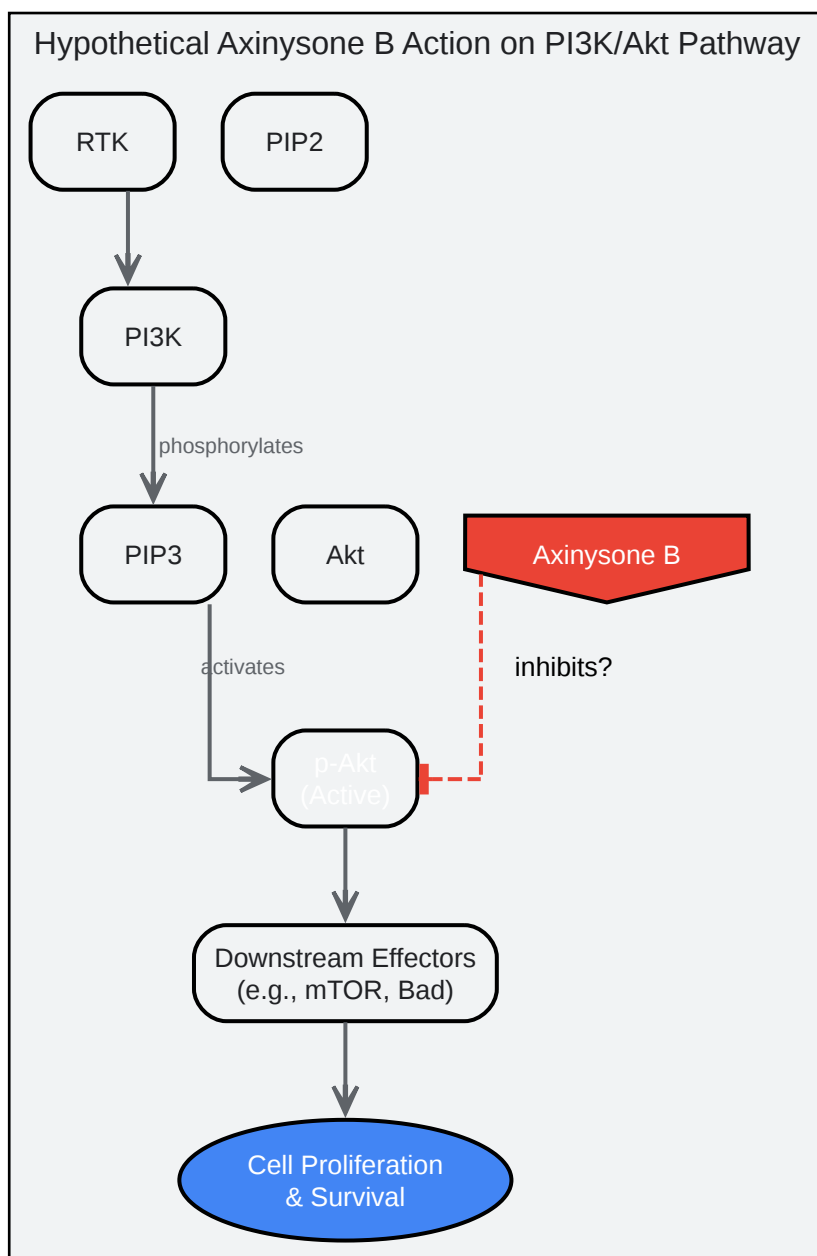 Hypothetical Axinysone B Action on PI3K/Akt Pathway
RTK
PIP2
PI3K
phosphorylates
PIP3
Akt
Axinysone B
activates
inhibits?
p-Akt
(Active)
Downstream Effectors
(e.g., mTOR, Bad)
Cell Proliferation
& Survival